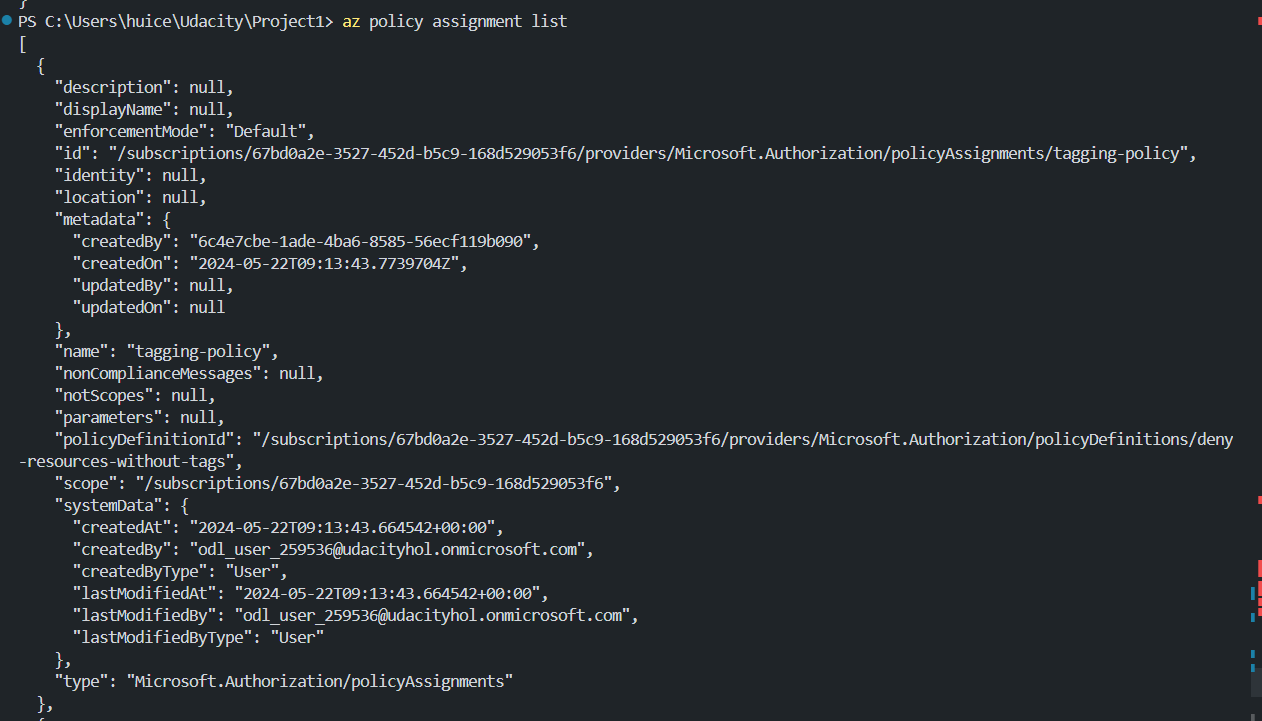 }
PS C:\Users\huice\Udacity\Project1> az policy assignment list
[
  {
    "description": null,
    "displayName": null,
    "enforcementMode": "Default",
    "id": "/subscriptions/67bd0a2e-3527-452d-b5c9-168d529053f6/providers/Microsoft.Authorization/policyAssignments/tagging-policy",
    "identity": null,
    "location": null,
    "metadata": {
      "createdBy": "6c4e7cbe-1ade-4ba6-8585-56ecf119b090",
      "createdOn": "2024-05-22T09:13:43.7739704Z",
      "updatedBy": null,
      "updatedOn": null
    },
    "name": "tagging-policy",
    "nonComplianceMessages": null,
    "notScopes": null,
    "parameters": null,
    "policyDefinitionId": "/subscriptions/67bd0a2e-3527-452d-b5c9-168d529053f6/providers/Microsoft.Authorization/policyDefinitions/deny
-resources-without-tags",
    "scope": "/subscriptions/67bd0a2e-3527-452d-b5c9-168d529053f6",
    "systemData": {
      "createdAt": "2024-05-22T09:13:43.664542+00:00",
      "createdBy": "odl_user_259536@udacityhol.onmicrosoft.com",
      "createdByType": "User",
      "lastModifiedAt": "2024-05-22T09:13:43.664542+00:00",
      "lastModifiedBy": "odl_user_259536@udacityhol.onmicrosoft.com",
      "lastModifiedByType": "User"
    },
    "type": "Microsoft.Authorization/policyAssignments"
  },